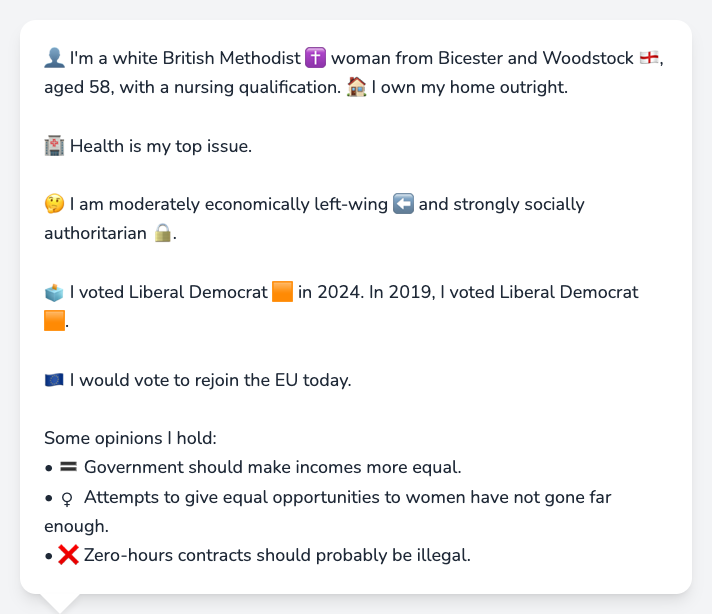 👤 I'm a white British Methodist ✝️ woman from Bicester and Woodstock 🏴󠁧󠁢󠁥󠁮󠁧󠁿,
aged 58, with a nursing qualification. 🏠 I own my home outright.
🏥 Health is my top issue.
🤔 I am moderately economically left-wing ⬅️ and strongly socially
authoritarian 🔒.
🗳️ I voted Liberal Democrat 🟧 in 2024. In 2019, I voted Liberal Democrat
🟧.
🇪🇺 I would vote to rejoin the EU today.
Some opinions I hold:
• 🟰 Government should make incomes more equal.
• ♀ Attempts to give equal opportunities to women have not gone far
enough.
• ❌ Zero-hours contracts should probably be illegal.